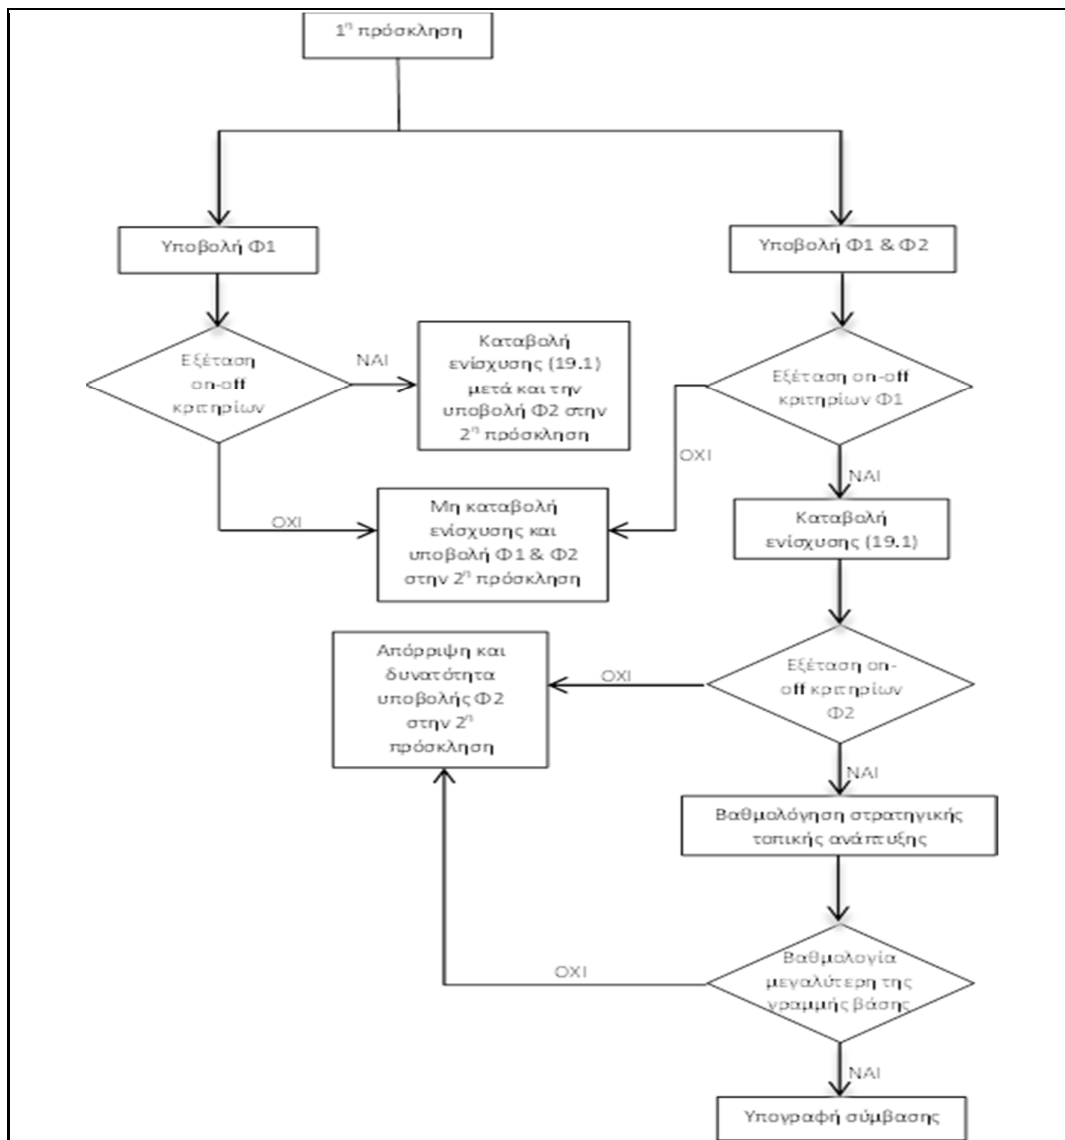 1η πρόσκληση
Υποβολή Φ1
Υποβολή Φ1 & Φ2
Εξέταση
on-off
κριτηρίων
ΝΑΙ
Καταβολή
ενίσχυσης (19.1)
μετά και την
υποβολή Φ2 στην
2η πρόσκληση
Εξέταση on-off
κριτηρίων Φ1
ΟΧΙ
ΝΑΙ
ΟΧΙ
Μη καταβολή
ενίσχυσης και
υποβολή Φ1 & Φ2
στην 2η πρόσκληση
Καταβολή
ενίσχυσης (19.1)
Απόρριψη και
δυνατότητα
υποβολής Φ2
στην 2η
πρόσκληση
ΟΧΙ
Εξέταση on-
off κριτηρίων
Φ2
ΝΑΙ
Βαθμολόγηση στρατηγικής
τοπικής ανάπτυξης
ΟΧΙ
Βαθμολογία
μεγαλύτερη της
γραμμής βάσης
ΝΑΙ
Υπογραφή σύμβασης